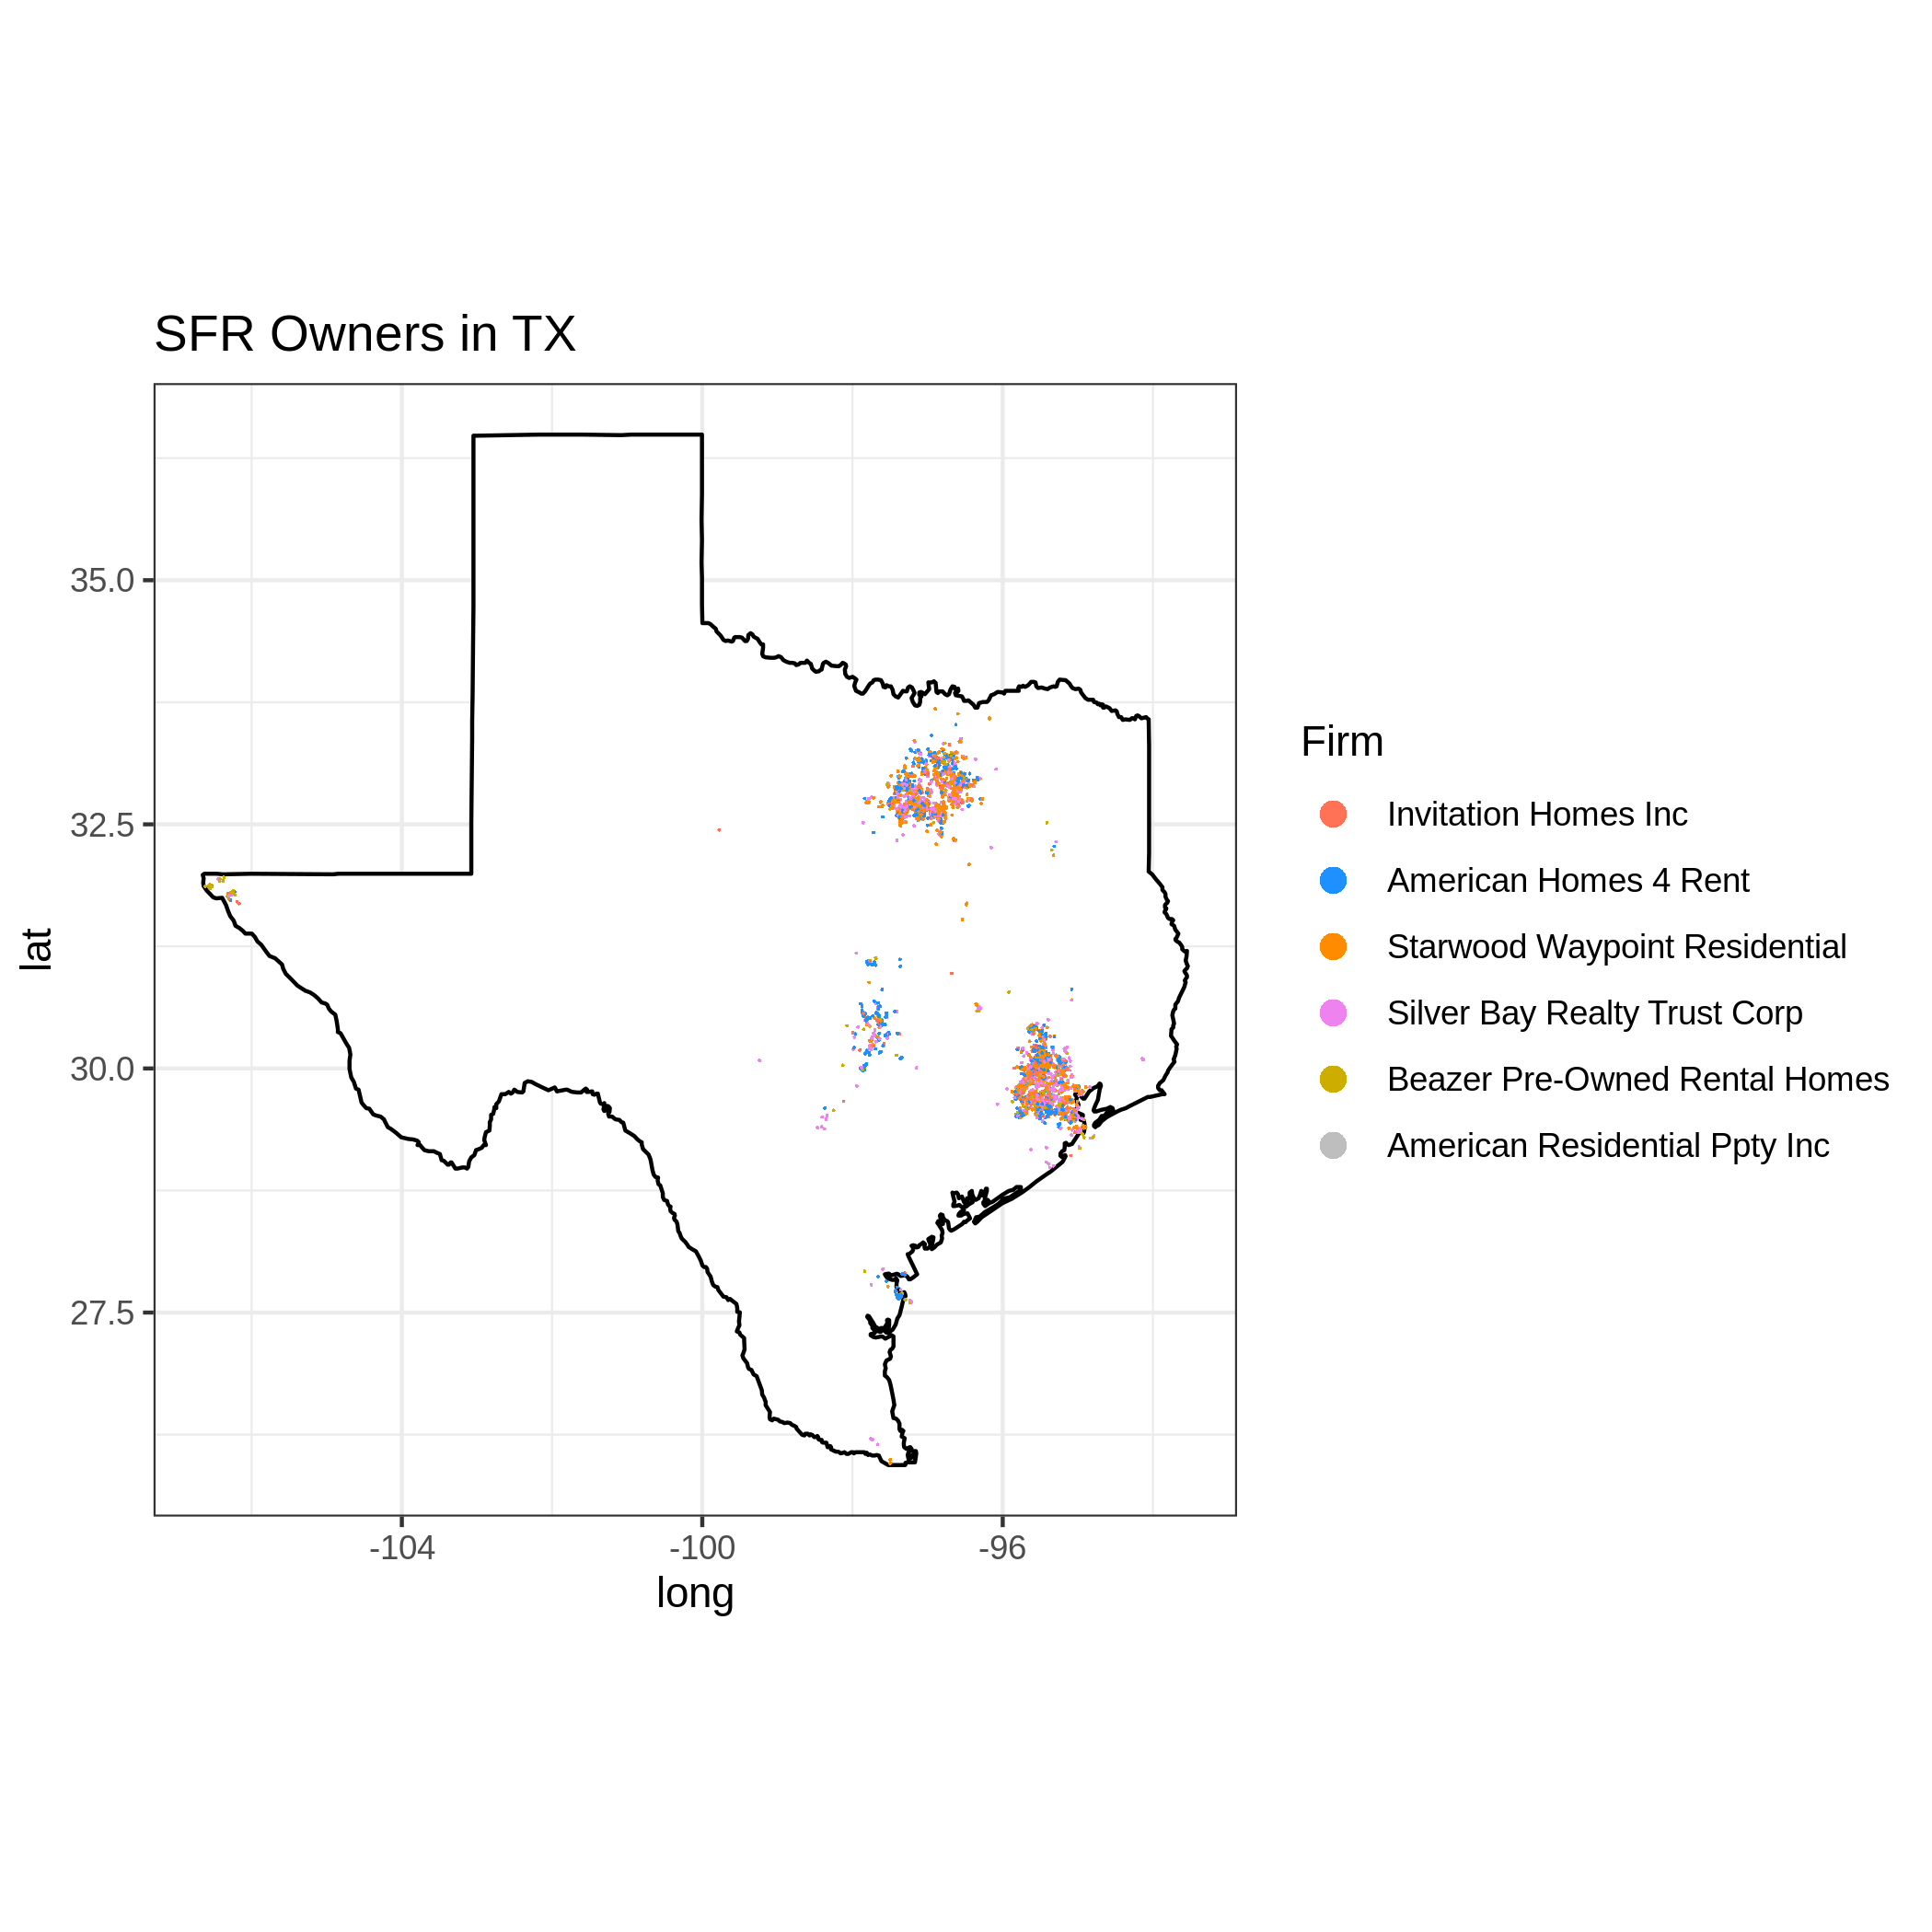 SFR Owners in TX
lat
35.0
32.5
30.0
27.5
-104
-100
-96
long
Firm
Invitation Homes Inc
American Homes 4 Rent
Starwood Waypoint Residential
Silver Bay Realty Trust Corp
Beazer Pre-Owned Rental Homes
American Residential Ppty Inc